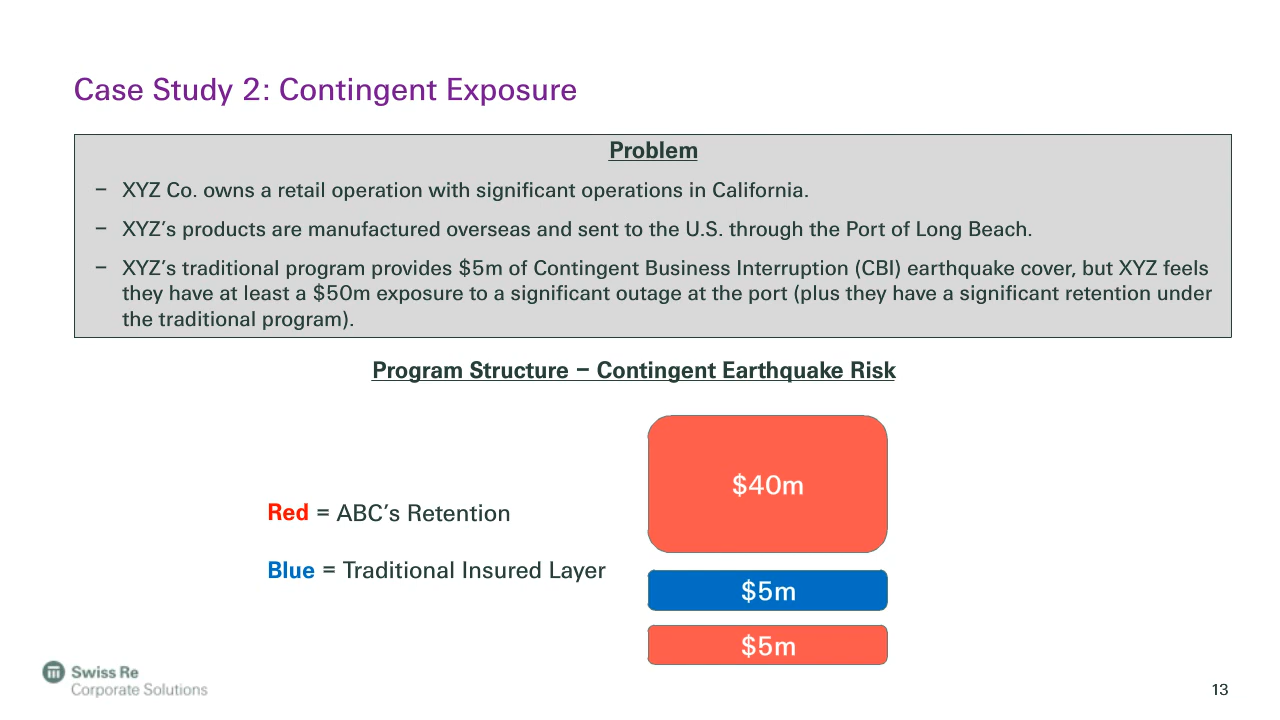 Case Study 2: Contingent Exposure
Problem
– XYZ Co. owns a retail operation with significant operations in California.
– XYZ’s products are manufactured overseas and sent to the U.S. through the Port of Long Beach.
– XYZ’s traditional program provides $5m of Contingent Business Interruption (CBI) earthquake cover, but XYZ feels
they have at least a $50m exposure to a significant outage at the port (plus they have a significant retention under
the traditional program).
Program Structure – Contingent Earthquake Risk
$40m
Red = ABC’s Retention
Blue = Traditional Insured Layer
$5m
$5m
Swiss Re
Corporate Solutions
13